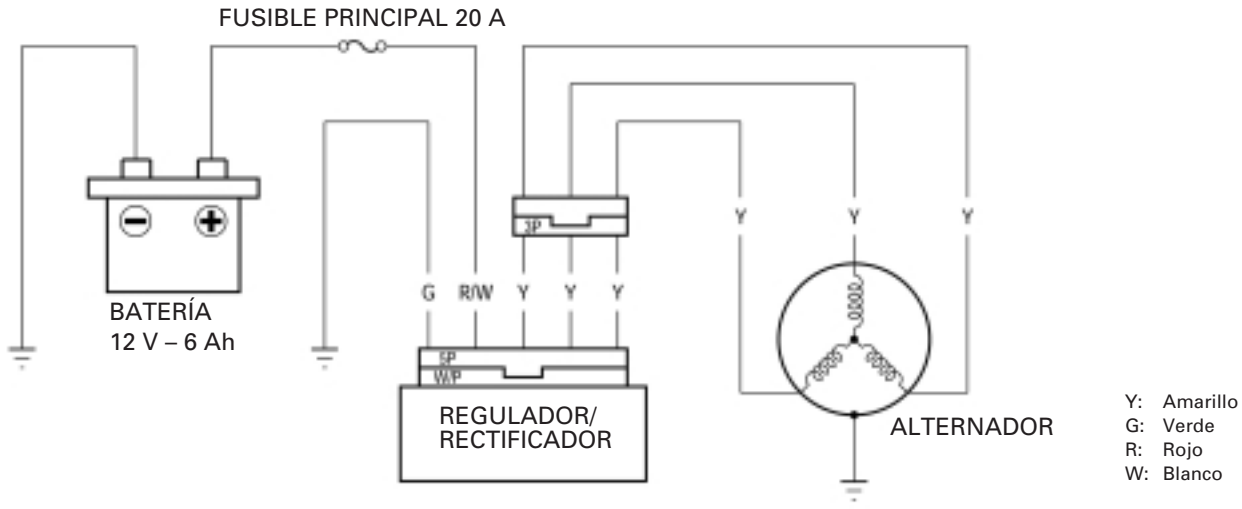 FUSIBLE PRINCIPAL 20 A
3P
Y Y Y
BATERÍA
12 V – 6 Ah
G R/W Y Y Y
5P
W/P
REGULADOR/
RECTIFICADOR
ALTERNADOR
Y: Amarillo
G: Verde
R: Rojo
W: Blanco